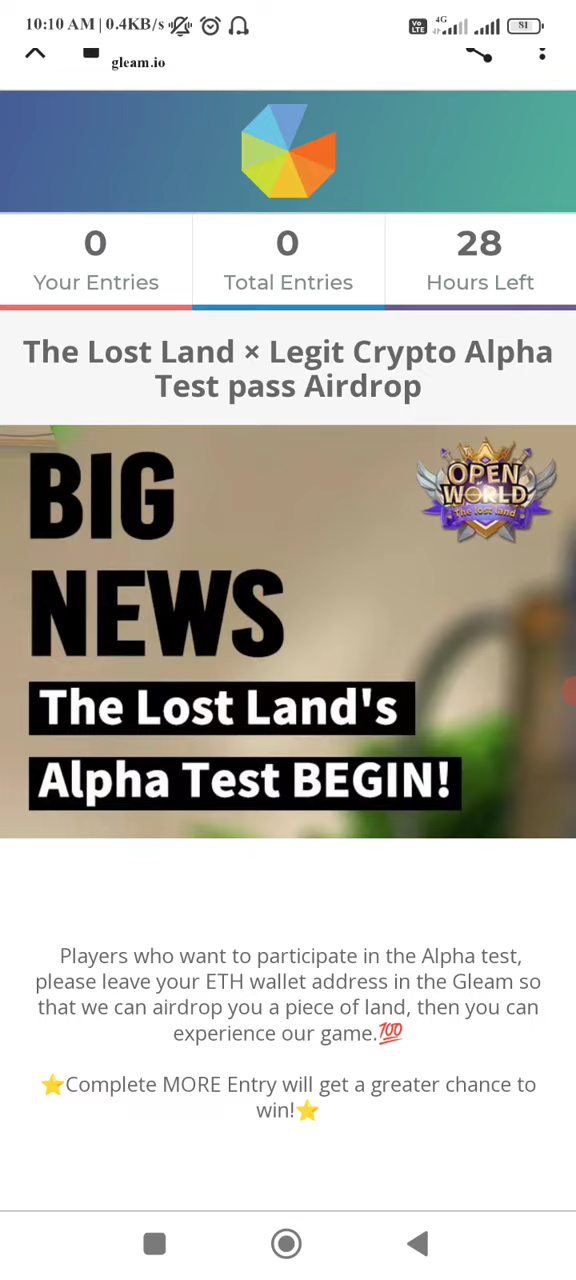 10:10 AM | 0.4KB/s
Vo LTE 4G 81
gleam.io
0 0 28
Your Entries Total Entries Hours Left
The Lost Land × Legit Crypto Alpha
Test pass Airdrop
OPEN
WORLD
The lost land
BIG
NEWS
The Lost Land's
Alpha Test BEGIN!
Players who want to participate in the Alpha test,
please leave your ETH wallet address in the Gleam so
that we can airdrop you a piece of land, then you can
experience our game.💯
⭐Complete MORE Entry will get a greater chance to
win!⭐